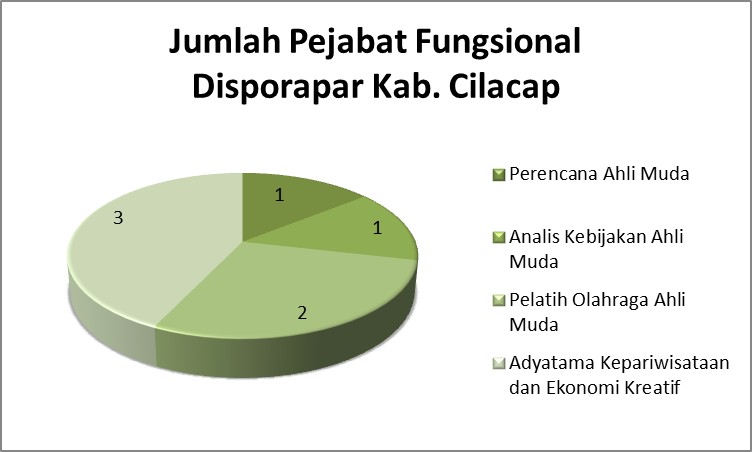 Jumlah Pejabat Fungsional
Disporapar Kab. Cilacap
1
1
2
3
Perencana Ahli Muda
Analis Kebijakan Ahli
Muda
Pelatih Olahraga Ahli
Muda
Adyatama Kepariwisataan
dan Ekonomi Kreatif